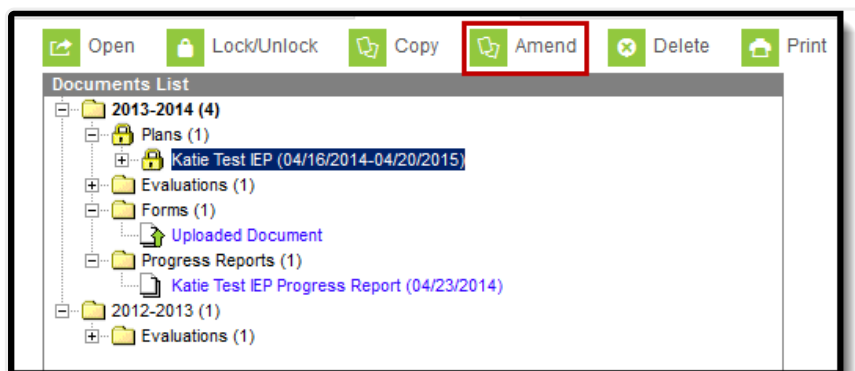 Open Lock/Unlock Copy Amend Delete Print
Documents List
2013-2014 (4)
Plans (1)
Katie Test IEP (04/16/2014-04/20/2015)
Evaluations (1)
Forms (1)
Uploaded Document
Progress Reports (1)
Katie Test IEP Progress Report (04/23/2014)
2012-2013 (1)
Evaluations (1)